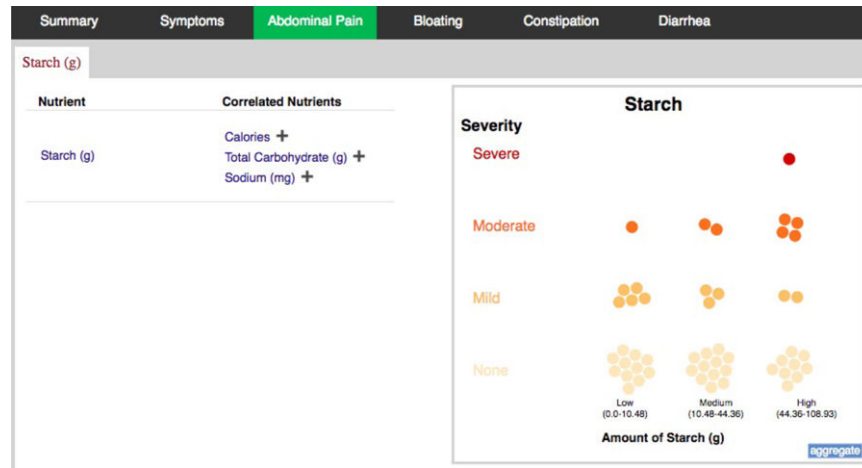 Summary Symptoms Abdominal Pain Bloating Constipation Diarrhea
Starch (g)
Nutrient Correlated Nutrients
Starch (g)
Calories +
Total Carbohydrate (g) +
Sodium (mg) +
Starch
Severity
Severe
Moderate
Mild
None
Low Medium High
(0.0-10.48) (10.48-44.36) (44.36-108.93)
Amount of Starch (g)
aggregate